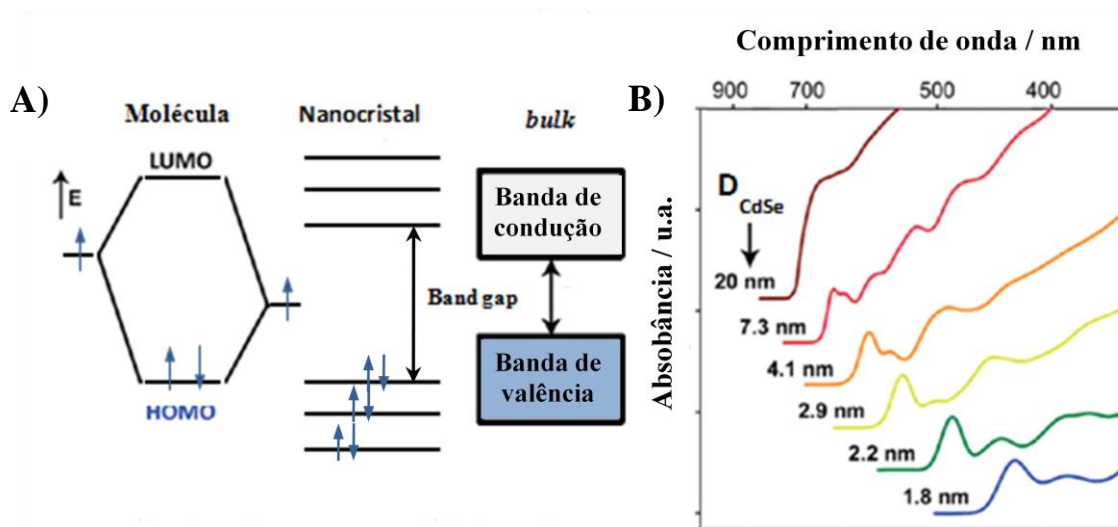 A)
Molécula
LUMO
E
HOMO
Nanocristal
Band gap
bulk
Banda de
condução
Banda de
valência
B)
Comprimento de onda / nm
900 700 500 400
Absobância / u.a.
D CdSe
20 nm
7.3 nm
4.1 nm
2.9 nm
2.2 nm
1.8 nm